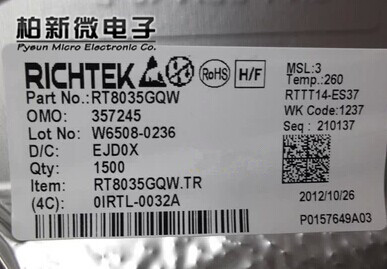 柏新微电子
Pysun Micro Electronic Co.,Ltd
RICHTEK RoHS H/F
MSL:3
Temp.:260
Part No.:RT8035GQW
RTTT14-ES37
OMO: 357245
WK Code:1237
Lot No: W6508-0236
Seq : 210137
D/C: EJD0X
Qty: 1500
Item: RT8035GQW.TR
2012/10/26
(4C): 0IRTL-0032A
P0157649A03